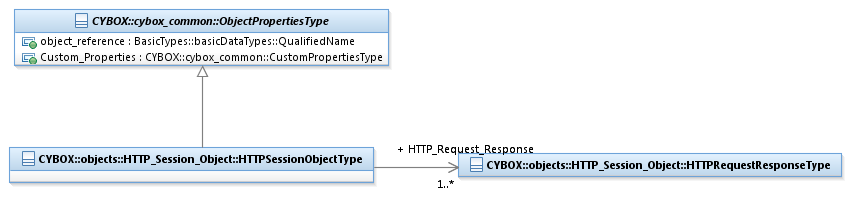 CYBOX::cybox_common::ObjectPropertiesType
object_reference : BasicTypes::basicDataTypes::QualifiedName
Custom_Properties : CYBOX::cybox_common::CustomPropertiesType
CYBOX::objects::HTTP_Session_Object::HTTPSessionObjectType
+ HTTP_Request_Response
1..*
CYBOX::objects::HTTP_Session_Object::HTTPRequestResponseType